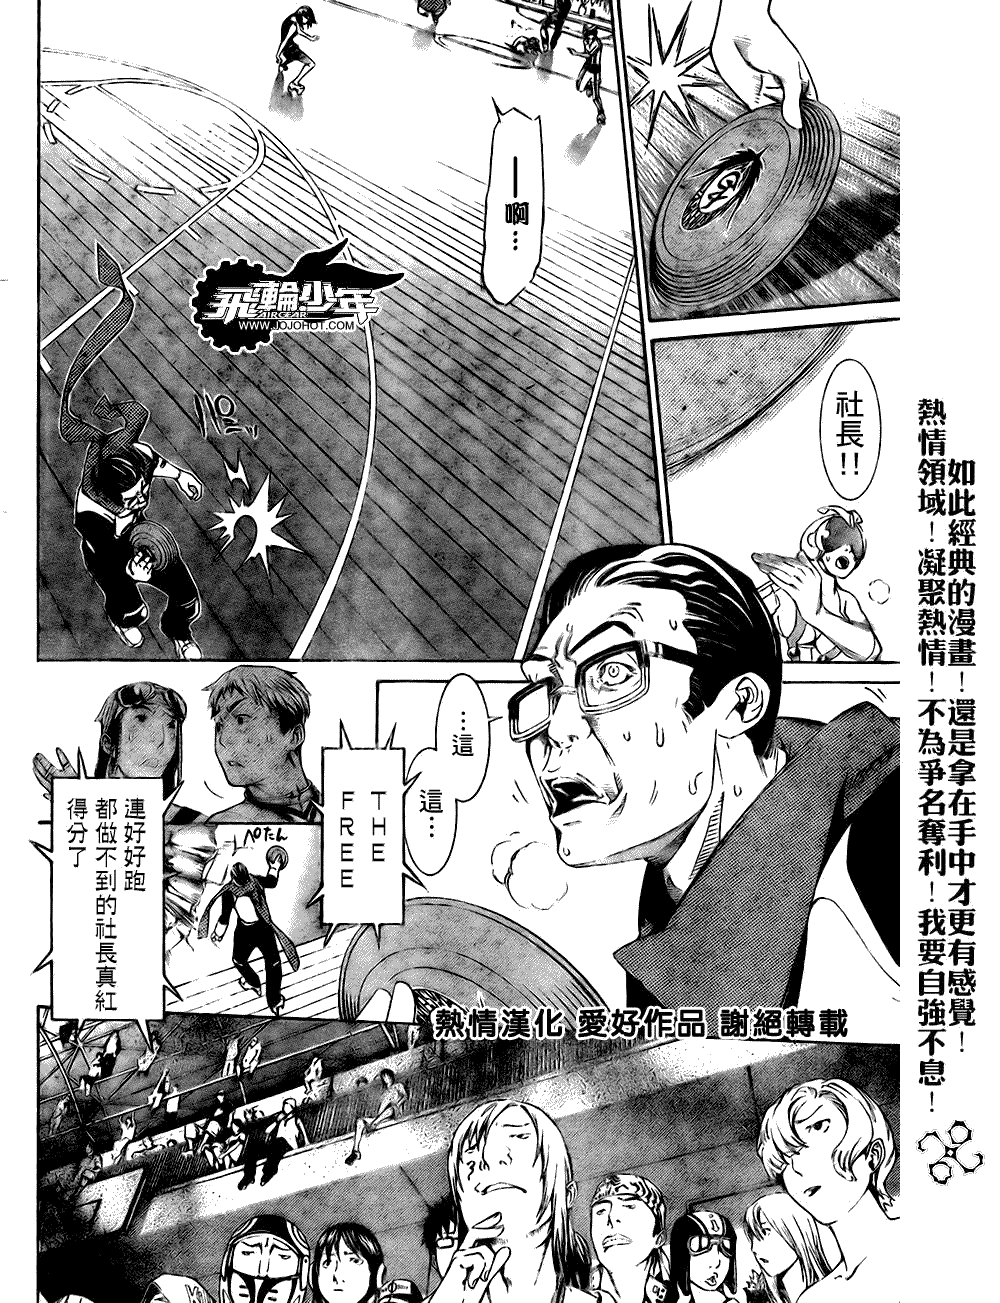 ——啊…
社長!!
飛輪少年
AIR GEAR
WWW.JOJOHOT.COM
…這
這…
THE
FREE
連好好跑
都做不到的社長真紅
得分了
ペたん
熱情漢化 愛好作品 謝絕轉載
如此經典的漫畫!還是拿在手中才更有感覺!
熱情領域!凝聚熱情!不為爭名奪利!我要自強不息!